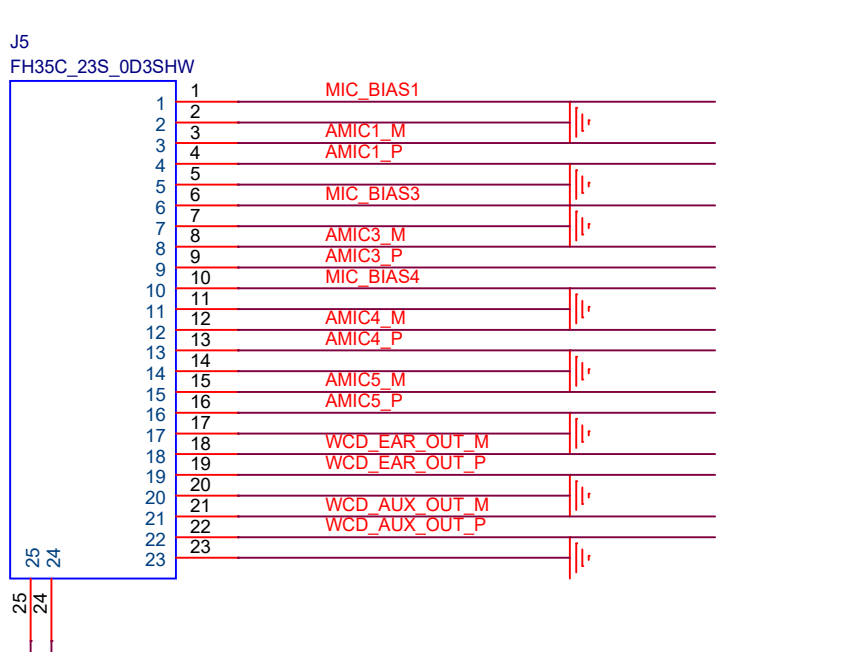 J5
FH35C_23S_0D3SHW
1 1 MIC_BIAS1
2 2
3 3 AMIC1_M
4 4 AMIC1_P
5 5
6 6 MIC_BIAS3
7 7
8 8 AMIC3_M
9 9 AMIC3_P
10 10 MIC_BIAS4
11 11
12 12 AMIC4_M
13 13 AMIC4_P
14 14
15 15 AMIC5_M
16 16 AMIC5_P
17 17
18 18 WCD_EAR_OUT_M
19 19 WCD_EAR_OUT_P
20 20
21 21 WCD_AUX_OUT_M
22 22 WCD_AUX_OUT_P
23 23
25 24
25 24